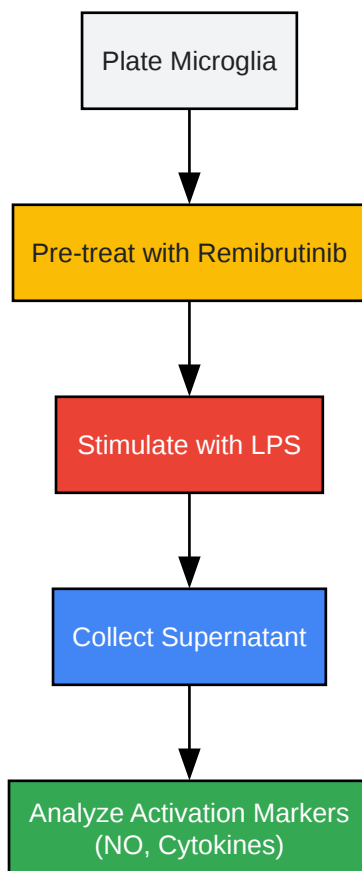 Plate Microglia
Pre-treat with Remibrutinib
Stimulate with LPS
Collect Supernatant
Analyze Activation Markers
(NO, Cytokines)